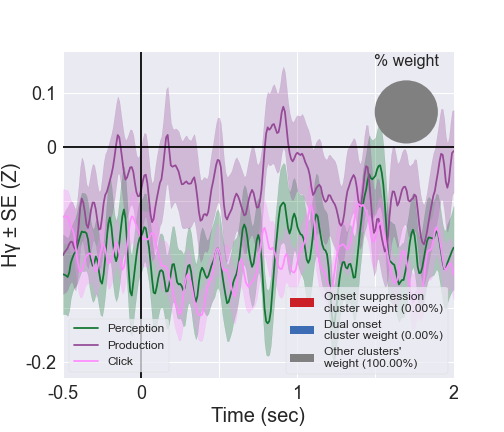 % weight
0.1
0
-0.2
Hγ ± SE (Z)
Perception
Production
Click
Onset suppression
cluster weight (0.00%)
Dual onset
cluster weight (0.00%)
Other clusters'
weight (100.00%)
-0.5
0
1
2
Time (sec)